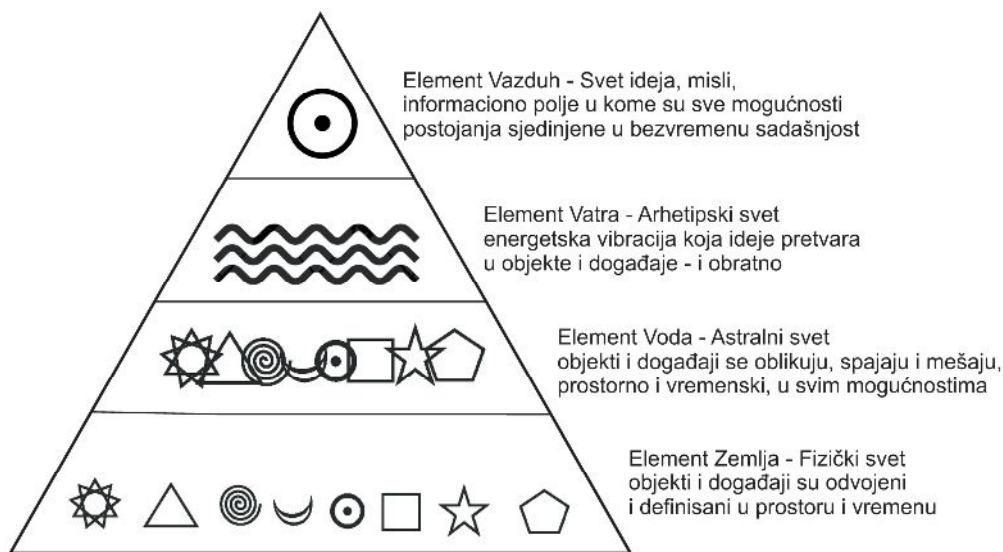 Element Vazduh - Svet ideja, misli,
informaciono polje u kome su sve mogućnosti
postojanja sjedinjene u bezvremenu sadašnjost
Element Vatra - Arhetipski svet
energetska vibracija koja ideje pretvara
u objekte i događaje - i obratno
Element Voda - Astralni svet
objekti i događaji se oblikuju, spajaju i mešaju,
prostorno i vremenski, u svim mogućnostima
Element Zemlja - Fizički svet
objekti i događaji su odvojeni
i definisani u prostoru i vremenu